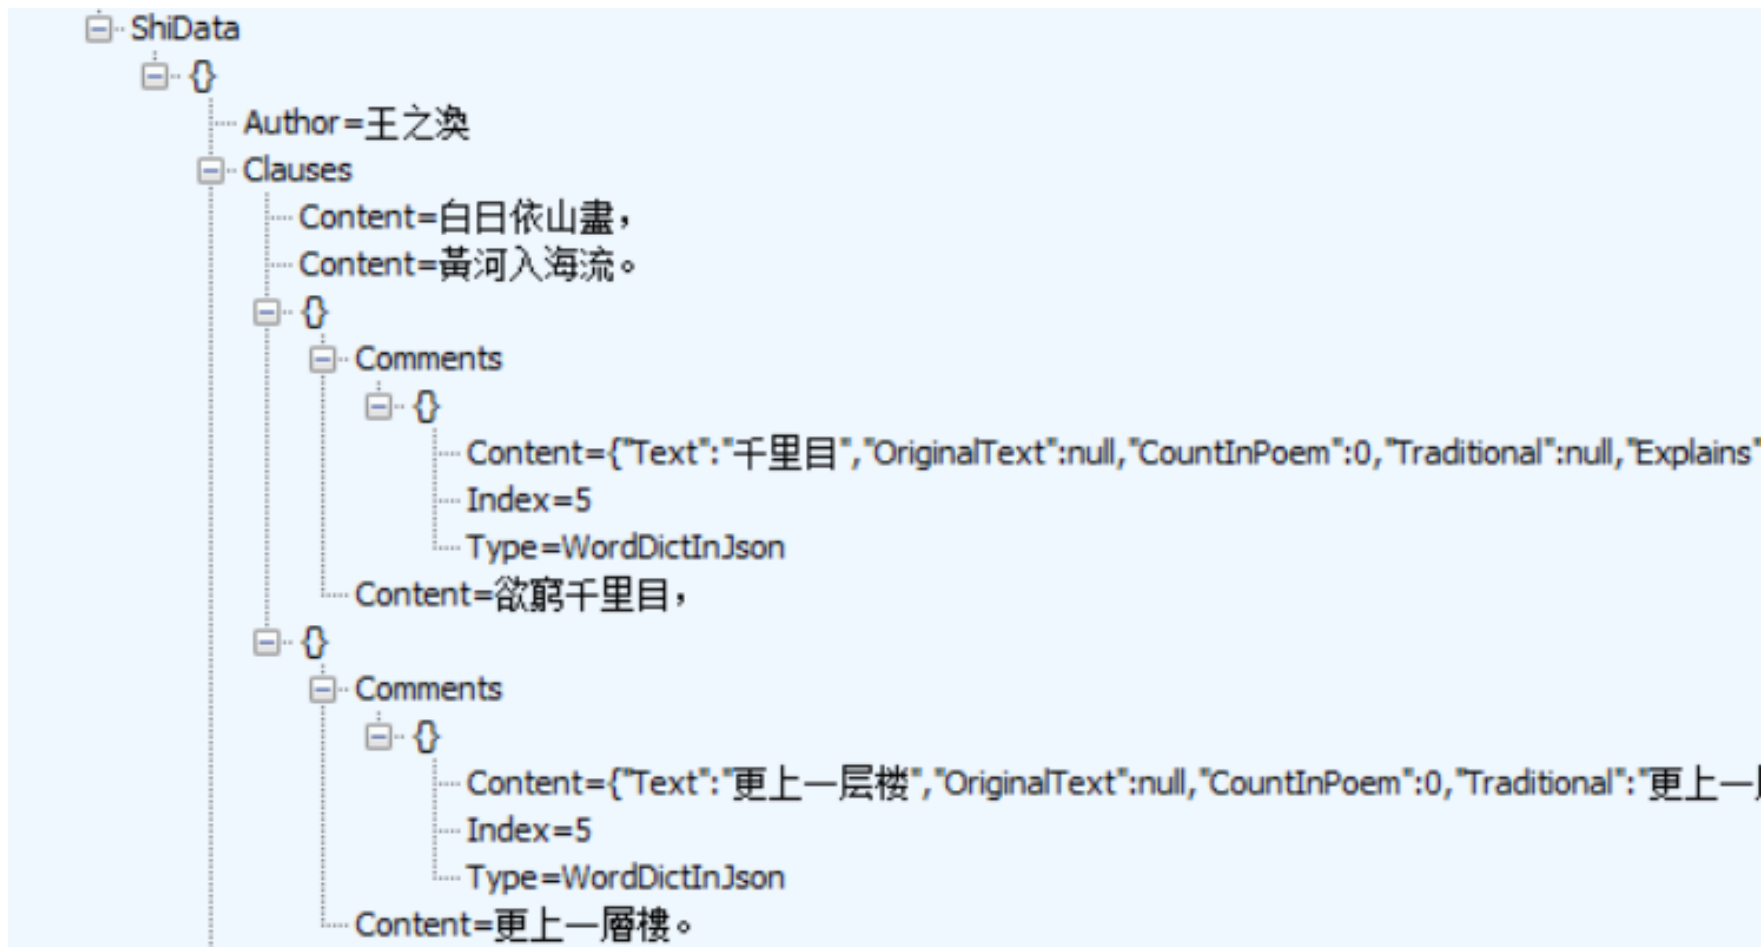 ShiData
{}
Author=王之渙
Clauses
Content=白日依山盡，
Content=黃河入海流。
{}
Comments
{}
Content={"Text":"千里目","OriginalText":null,"CountInPoem":0,"Traditional":null,"Explains"
Index=5
Type=WordDictInJson
Content=欲窮千里目，
{}
Comments
{}
Content={"Text":"更上一层楼","OriginalText":null,"CountInPoem":0,"Traditional":"更上一
Index=5
Type=WordDictInJson
Content=更上一層樓。